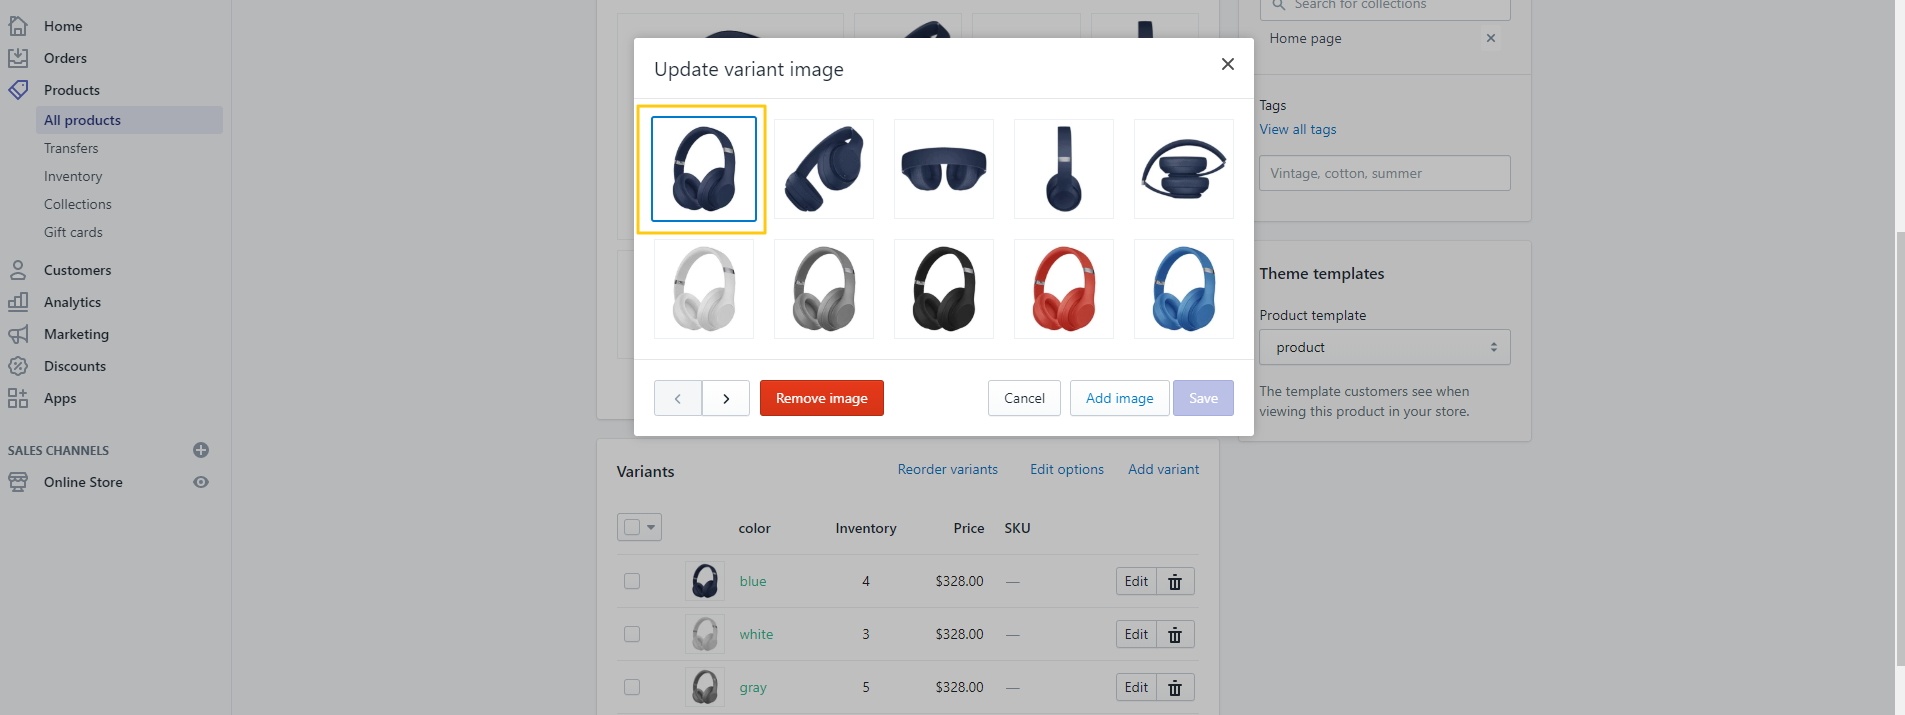 Home
Orders
Products
All products
Transfers
Inventory
Collections
Gift cards
Customers
Analytics
Marketing
Discounts
Apps
SALES CHANNELS
Online Store
Update variant image
Remove image
Cancel
Add image
Save
Variants
Reorder variants
Edit options
Add variant
color Inventory Price SKU
blue 4 $328.00 — Edit
white 3 $328.00 — Edit
gray 5 $328.00 — Edit
Search for collections
Home page
Tags
View all tags
Vintage, cotton, summer
Theme templates
Product template
product
The template customers see when
viewing this product in your store.